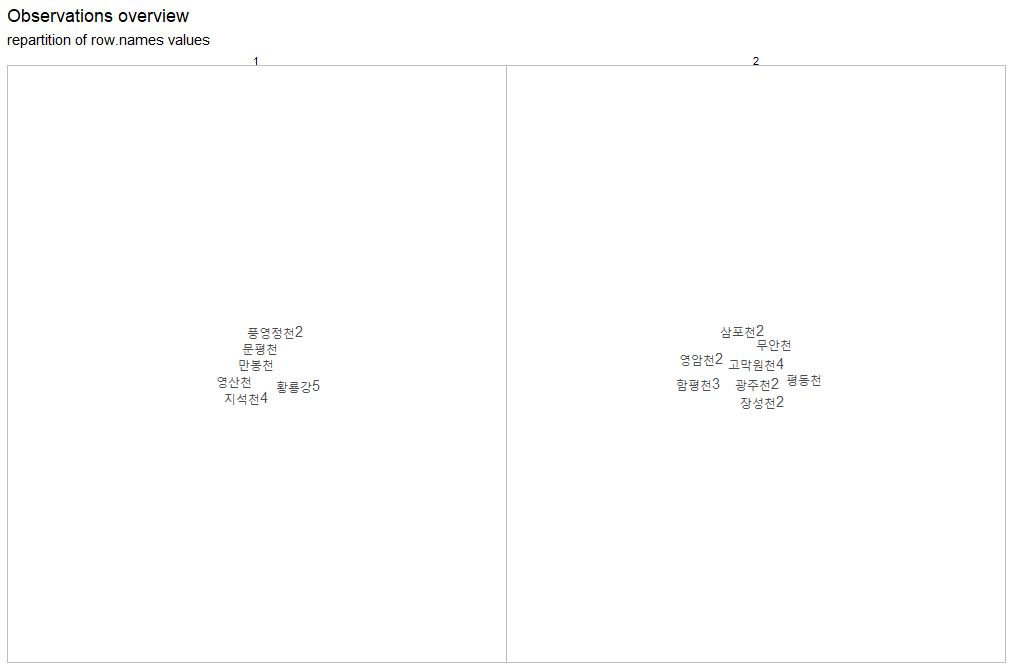 Observations overview
repartition of row.names values
1
2
풍영정천2
문평천
만봉천
영산천
황룡강5
지석천4
삼포천2
무안천
영암천2
고막원천4
함평천3
광주천2
평동천
장성천2